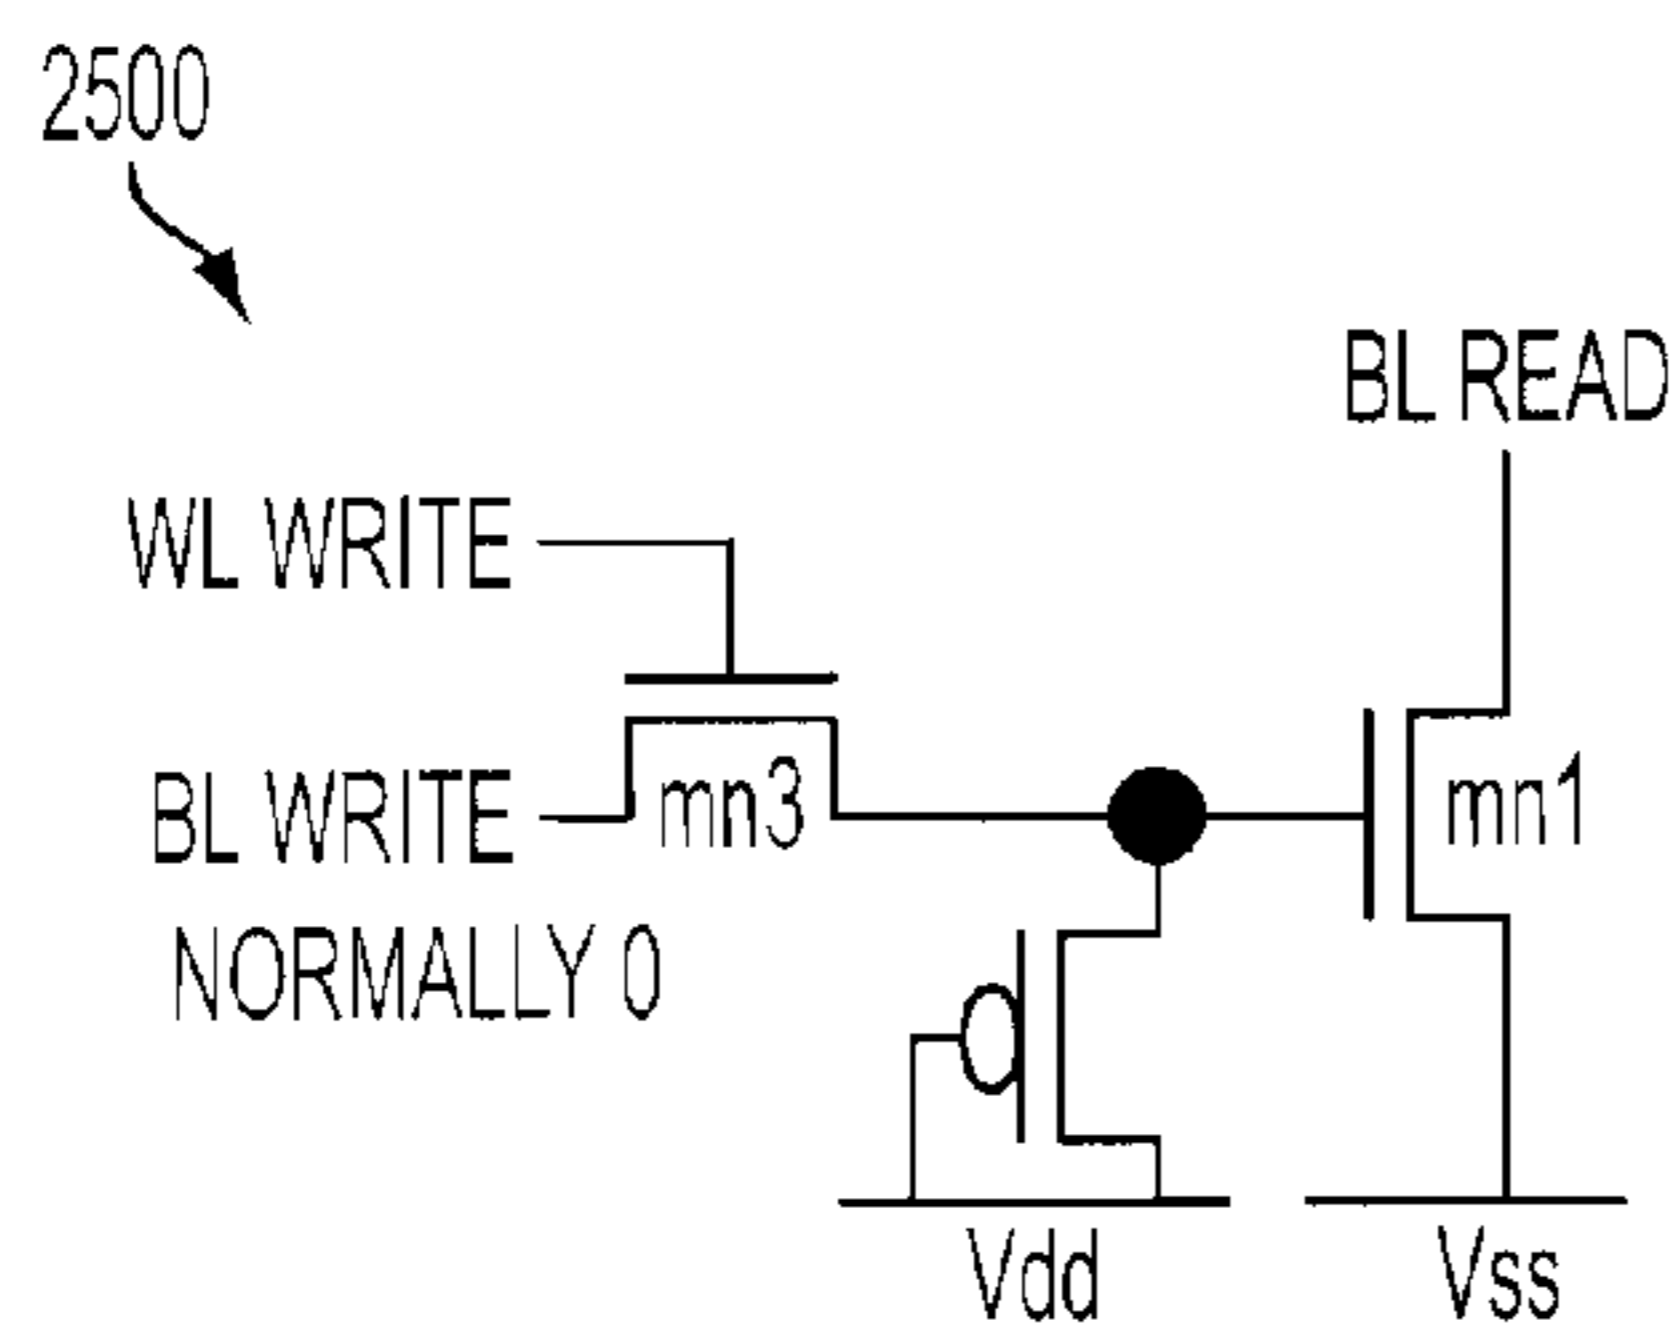 2500
BL READ
WL WRITE
BL WRITE
mn3
mn1
NORMALLY 0
Vdd
Vss